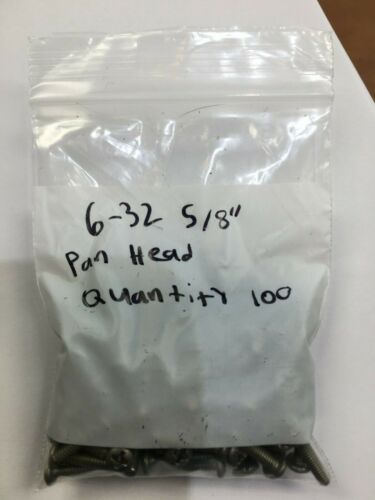 6-32 5/8"
Pan Head
Quantity 100